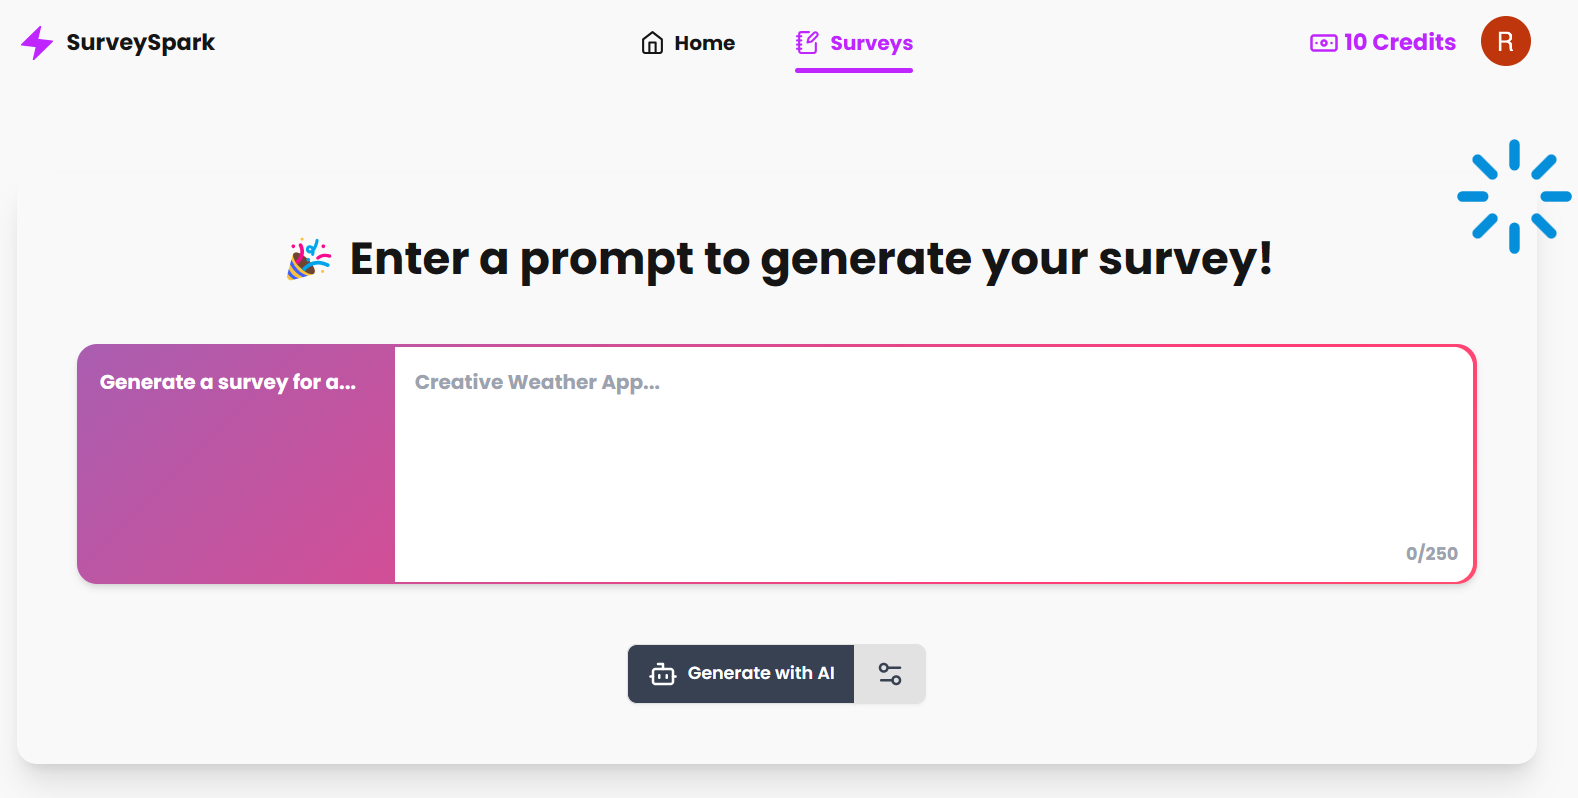 SurveySpark
Home
Surveys
10 Credits
R
🎉 Enter a prompt to generate your survey!
Generate a survey for a...
Creative Weather App...
0/250
Generate with AI